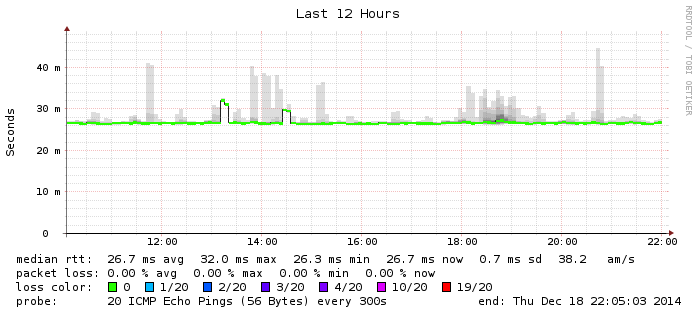 Last 12 Hours
RRDTOOL / TOBI OETIKER
Seconds
40 m
30 m
20 m
10 m
0
12:00 14:00 16:00 18:00 20:00 22:00
median rtt: 26.7 ms avg 32.0 ms max 26.3 ms min 26.7 ms now 0.7 ms sd 38.2 am/s
packet loss: 0.00 % avg 0.00 % max 0.00 % min 0.00 % now
loss color: 0 1/20 2/20 3/20 4/20 10/20 19/20
probe: 20 ICMP Echo Pings (56 Bytes) every 300s end: Thu Dec 18 22:05:03 2014